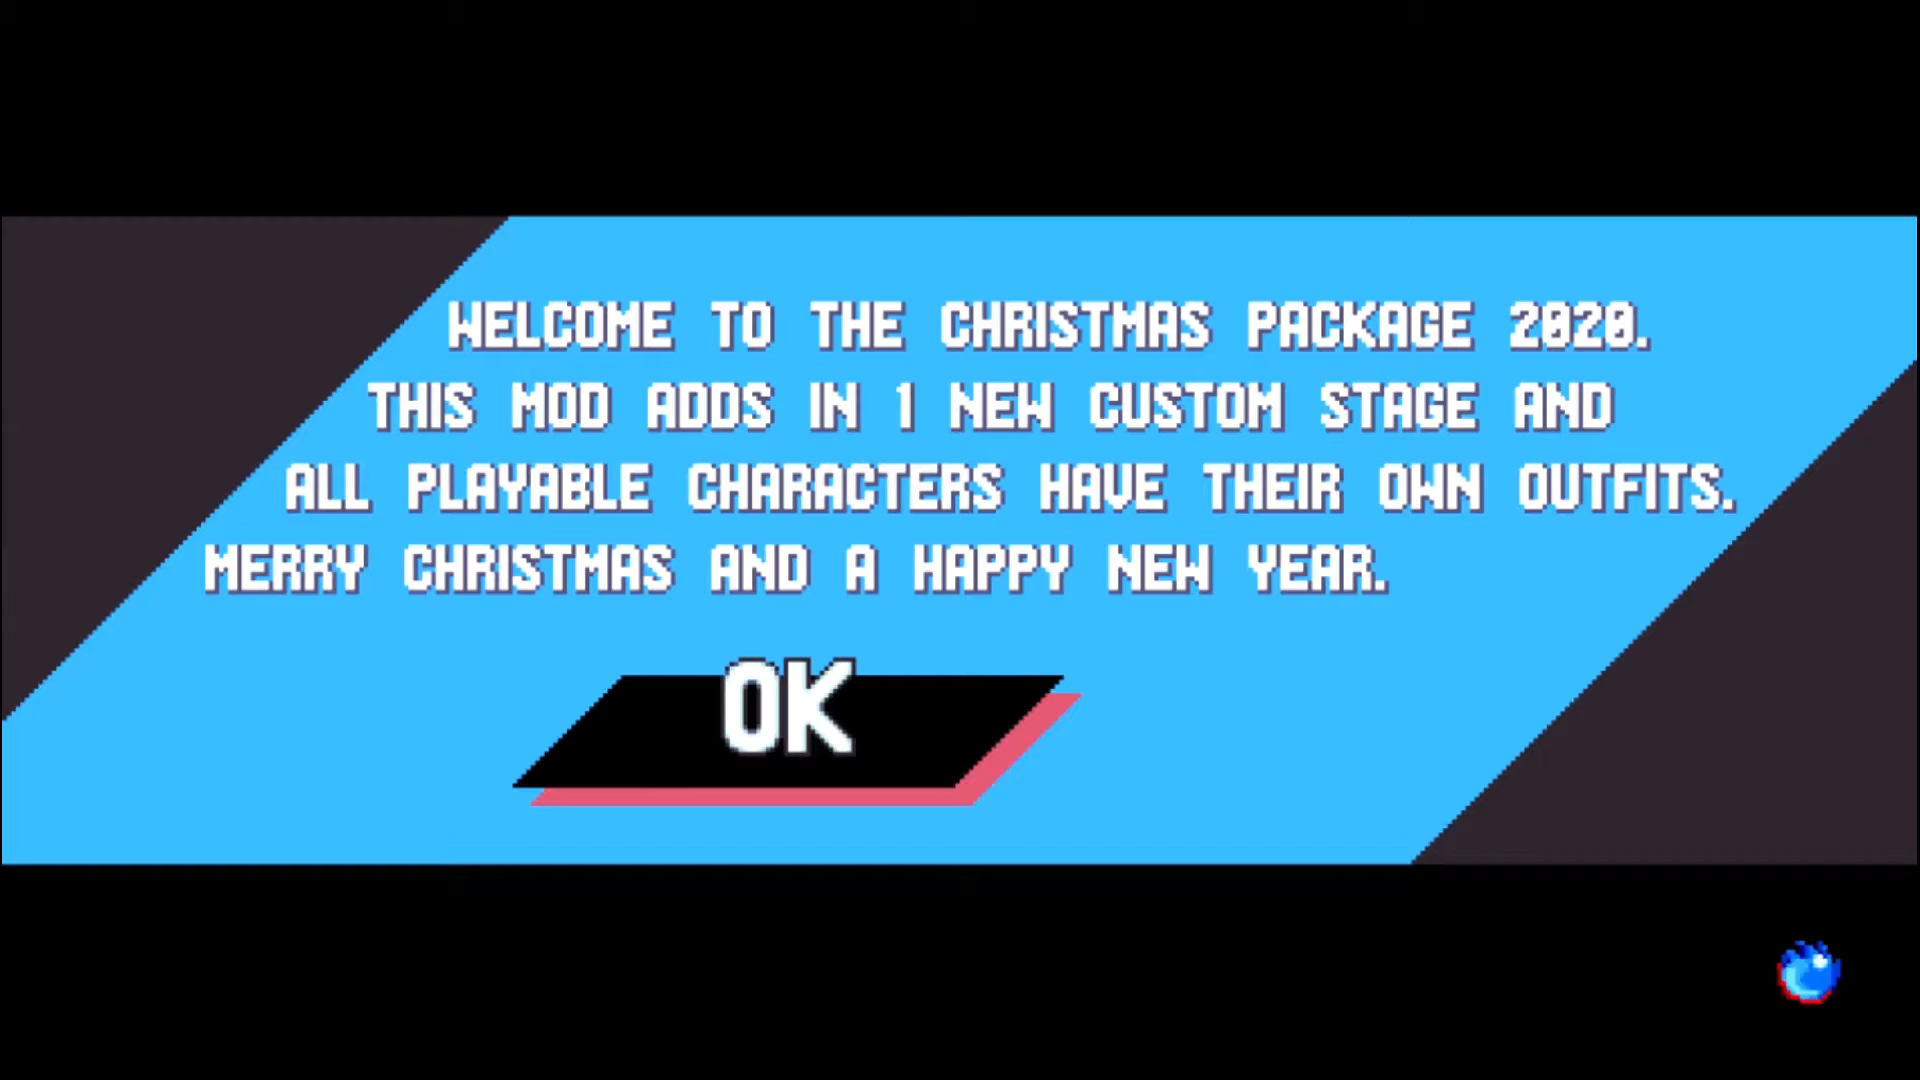 WELCOME TO THE CHRISTMAS PACKAGE 2020.
THIS MOD ADDS IN 1 NEW CUSTOM STAGE AND
ALL PLAYABLE CHARACTERS HAVE THEIR OWN OUTFITS.
MERRY CHRISTMAS AND A HAPPY NEW YEAR.
OK